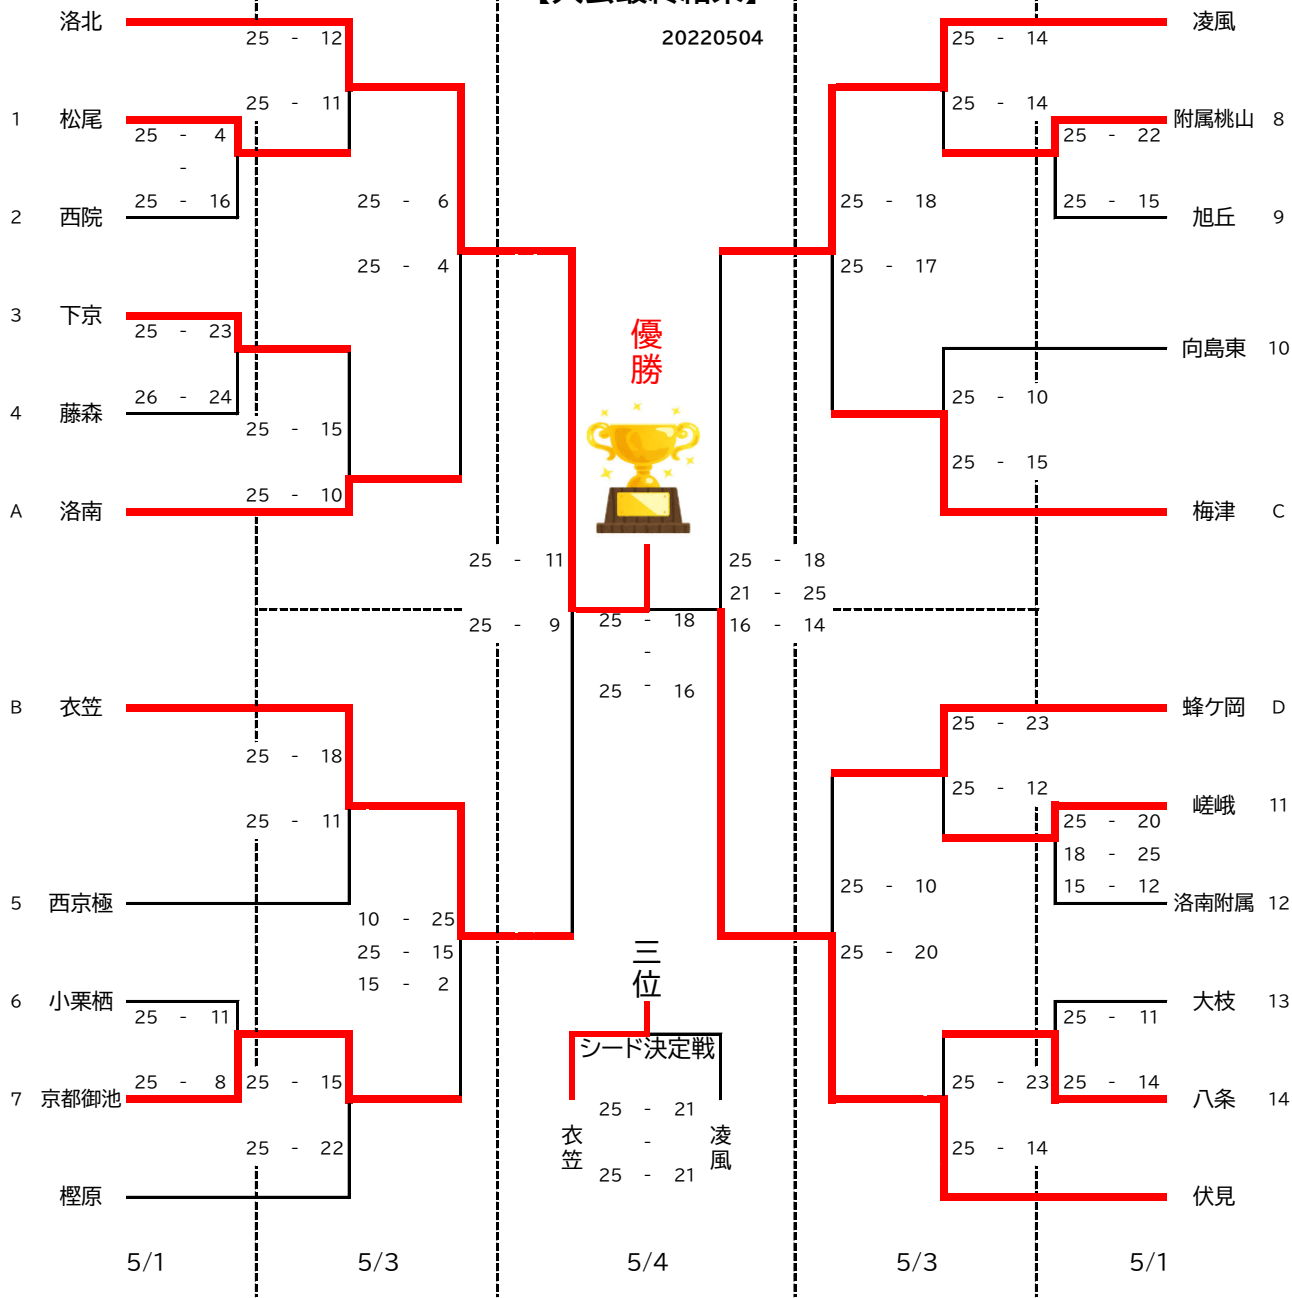 20220504
洛北
25 - 12
25 - 11
1 松尾
25 - 4
-
25 - 16
2 西院
25 - 6
25 - 4
3 下京
25 - 23
26 - 24
4 藤森
25 - 15
25 - 10
A 洛南
25 - 11
25 - 9
B 衣笠
25 - 18
25 - 11
5 西京極
10 - 25
25 - 15
15 - 2
6 小栗栖
25 - 11
25 - 8
7 京都御池
25 - 15
25 - 22
樫原
優勝
25 - 18
-
25 - 16
三位
シード決定戦
25 - 21
-
25 - 21
衣笠
凌風
凌風
25 - 14
25 - 14
附属桃山 8
25 - 22
25 - 15
旭丘 9
25 - 18
25 - 17
向島東 10
25 - 10
25 - 15
梅津 C
25 - 18
21 - 25
16 - 14
蜂ケ岡 D
25 - 23
25 - 12
嵯峨 11
25 - 20
18 - 25
15 - 12
洛南附属 12
25 - 10
25 - 20
大枝 13
25 - 11
25 - 14
八条 14
25 - 23
25 - 14
伏見
5/1
5/3
5/4
5/3
5/1